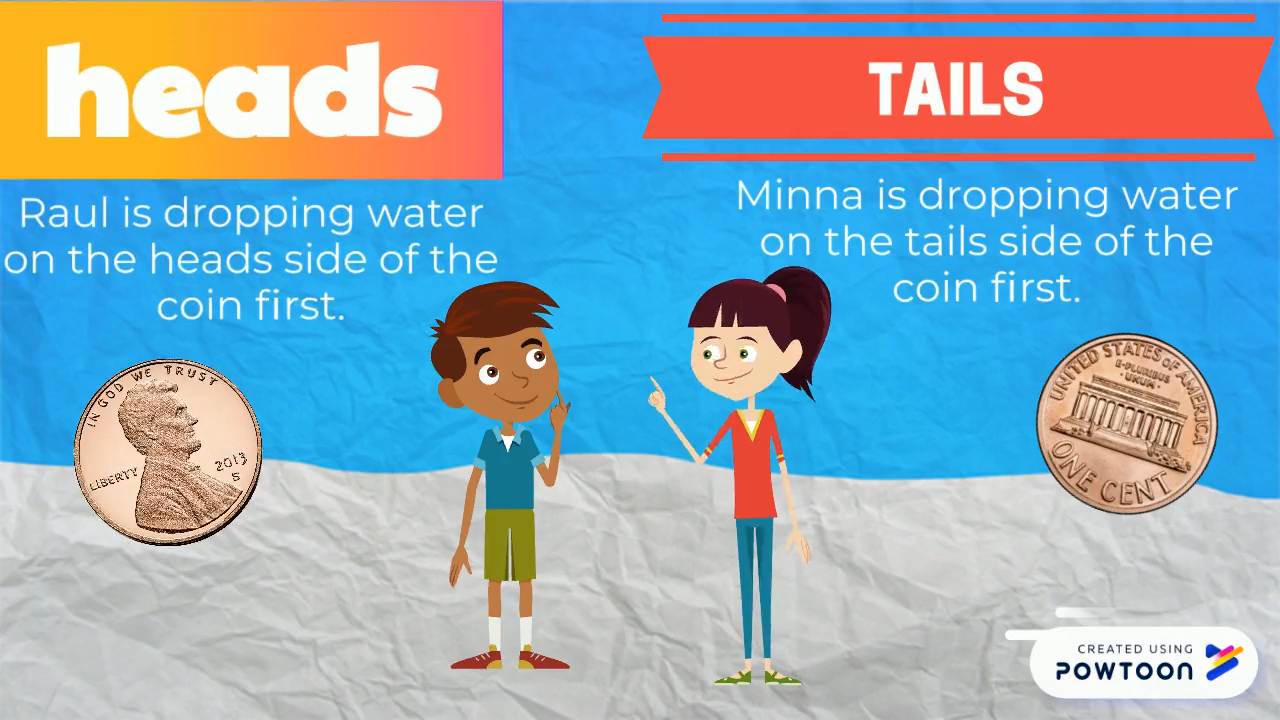 heads
Raul is dropping water
on the heads side of the
coin first.
IN GOD WE TRUST
LIBERTY
2013
S
TAILS
Minna is dropping water
on the tails side of the
coin first.
UNITED STATES OF AMERICA
E·PLURIBUS
·UNUM·
ONE CENT
CREATED USING
POWTOON